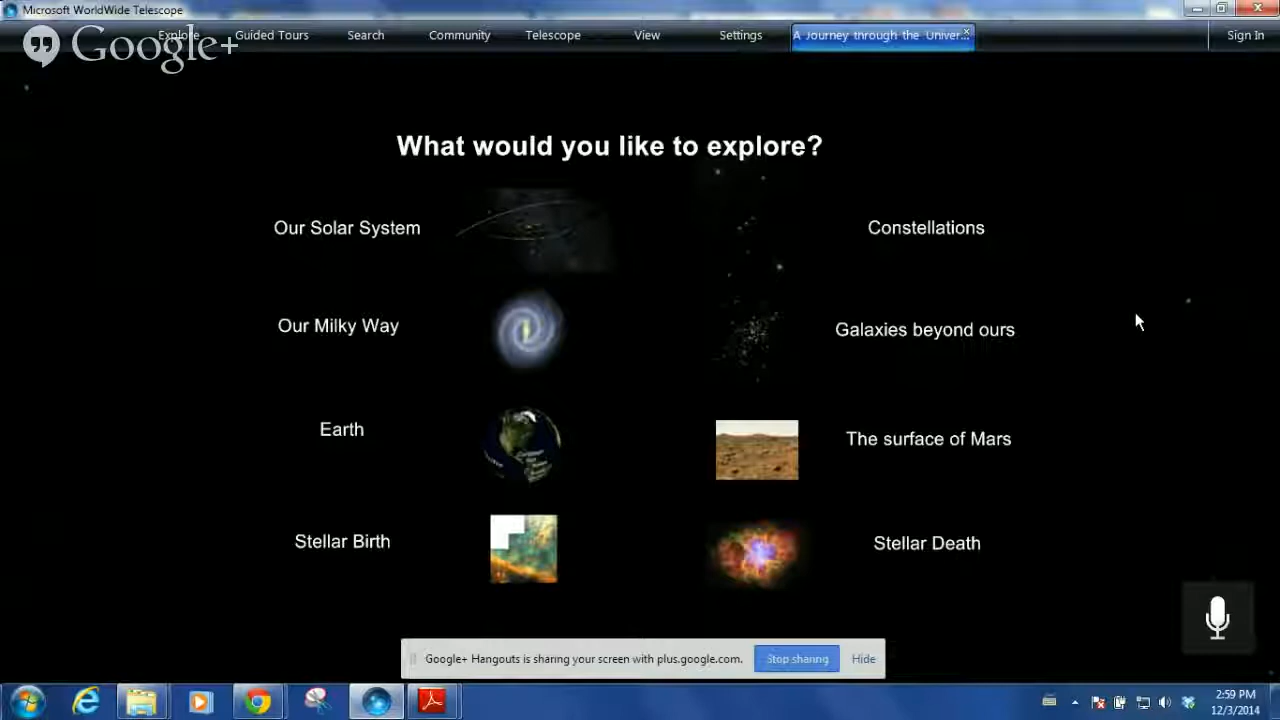 Microsoft WorldWide Telescope
Google+
Explore Guided Tours Search Community Telescope View Settings A Journey through the Univer... Sign In
What would you like to explore?
Our Solar System Constellations
Our Milky Way Galaxies beyond ours
Earth The surface of Mars
Stellar Birth Stellar Death
Google+ Hangouts is sharing your screen with plus.google.com. Stop sharing Hide
2:59 PM
12/3/2014